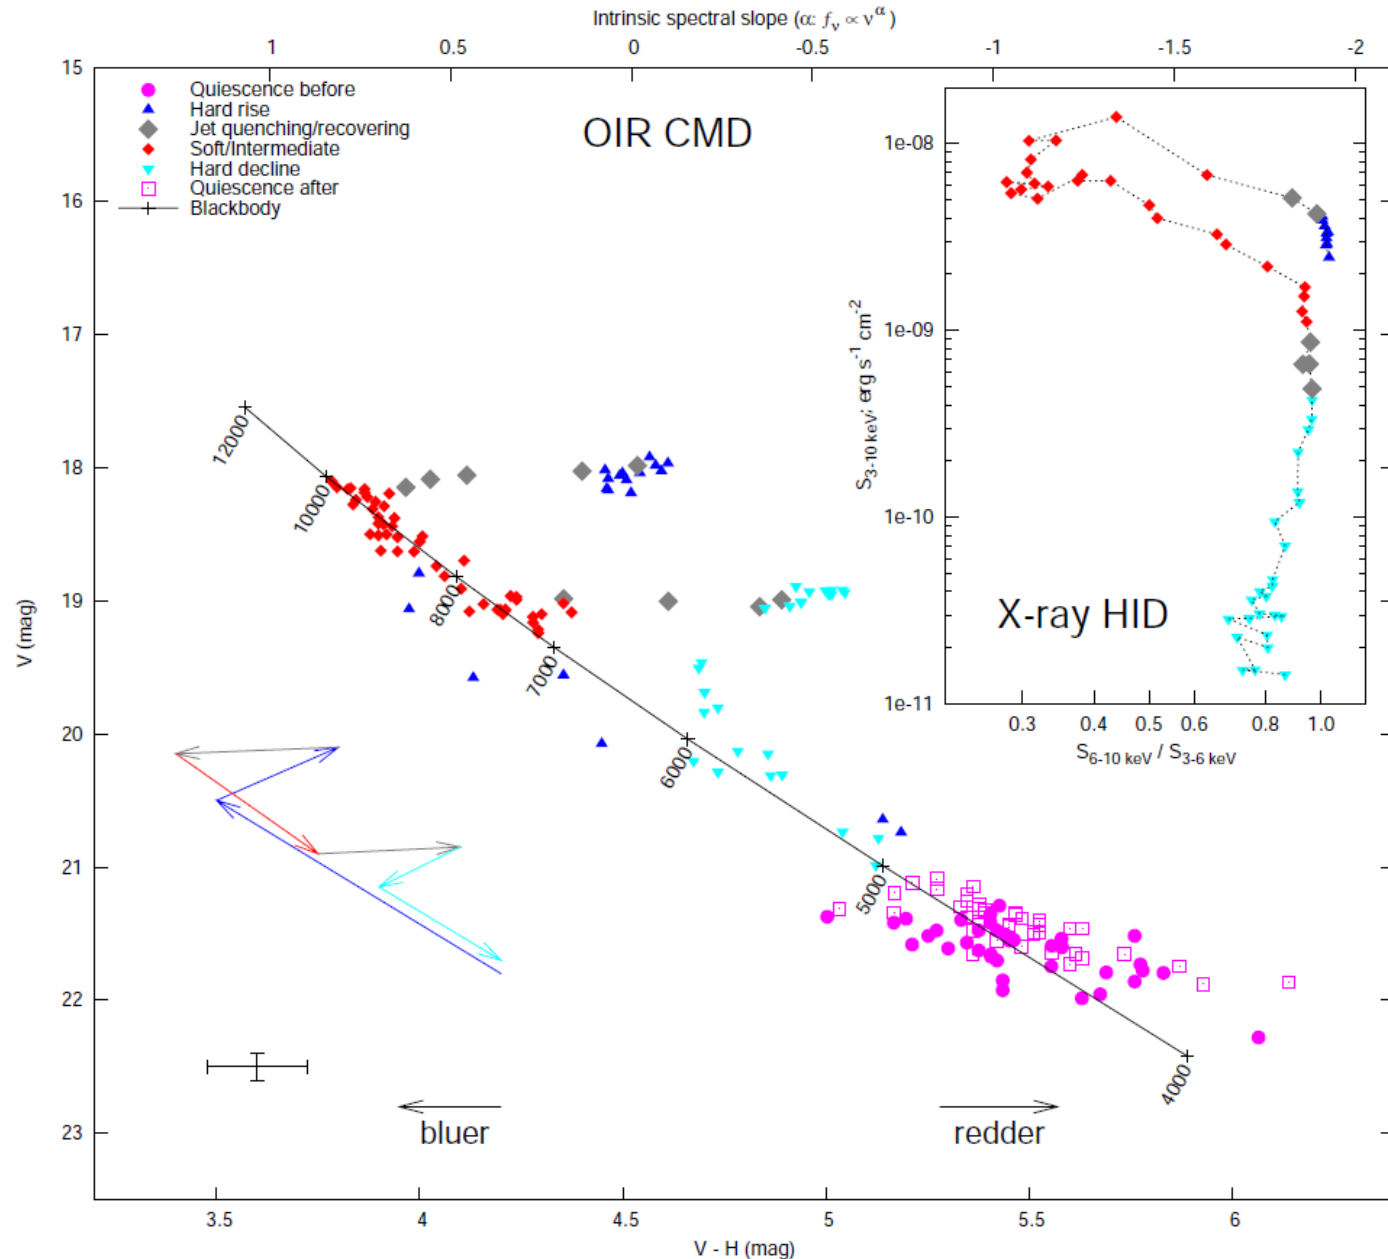 Intrinsic spectral slope (α: fν ∝ ν^α)
1 0.5 0 -0.5 -1 -1.5 -2
15
16
17
18
19
20
21
22
23
V (mag)
Quiescence before
Hard rise
Jet quenching/recovering
Soft/Intermediate
Hard decline
Quiescence after
Blackbody
OIR CMD
12000
10000
8000
7000
6000
5000
4000
1e-08
1e-09
1e-10
1e-11
S3-10 keV; erg s-1 cm-2
X-ray HID
0.3 0.4 0.5 0.6 0.8 1.0
S6-10 keV / S3-6 keV
bluer
redder
3.5 4 4.5 5 5.5 6
V - H (mag)